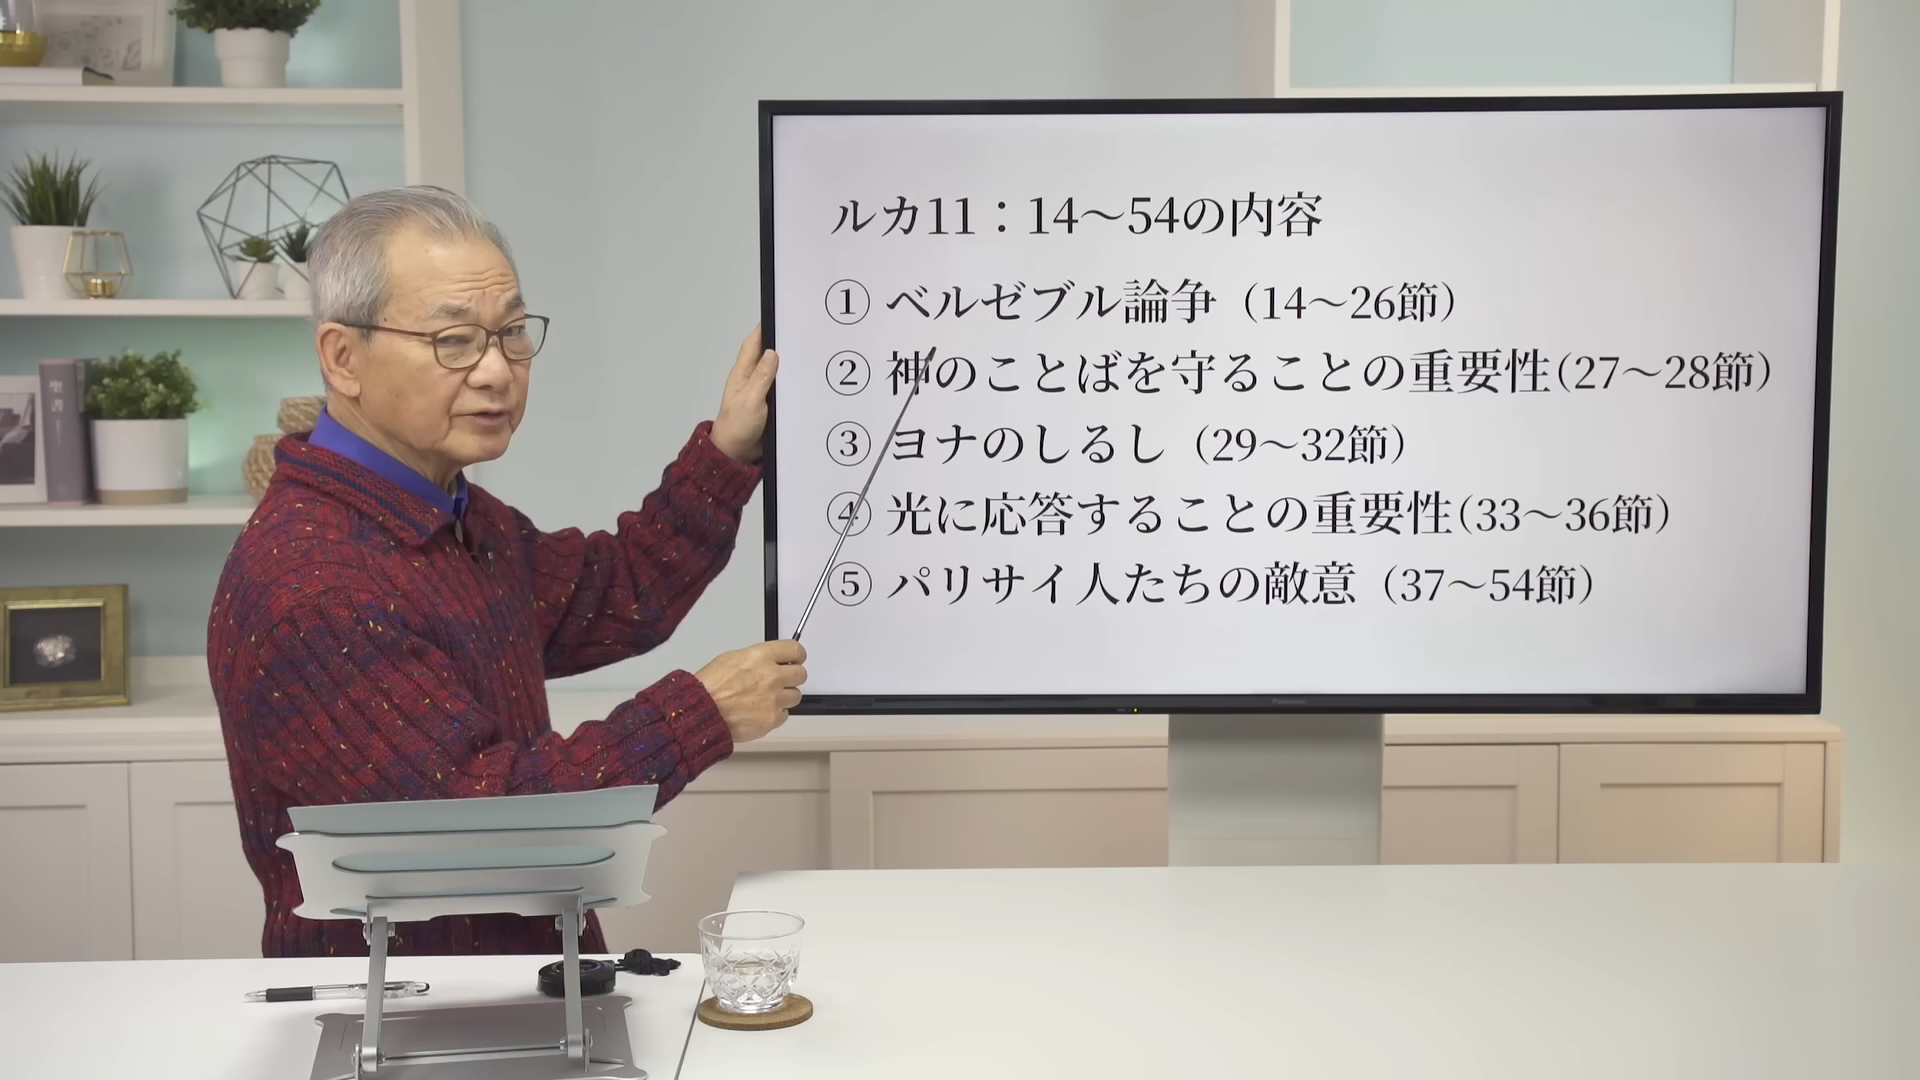 ルカ11：14〜54の内容
① ベルゼブル論争（14〜26節）
② 神のことばを守ることの重要性(27〜28節)
③ ヨナのしるし（29〜32節）
④ 光に応答することの重要性(33〜36節)
⑤ パリサイ人たちの敵意（37〜54節）
聖書
Panasonic